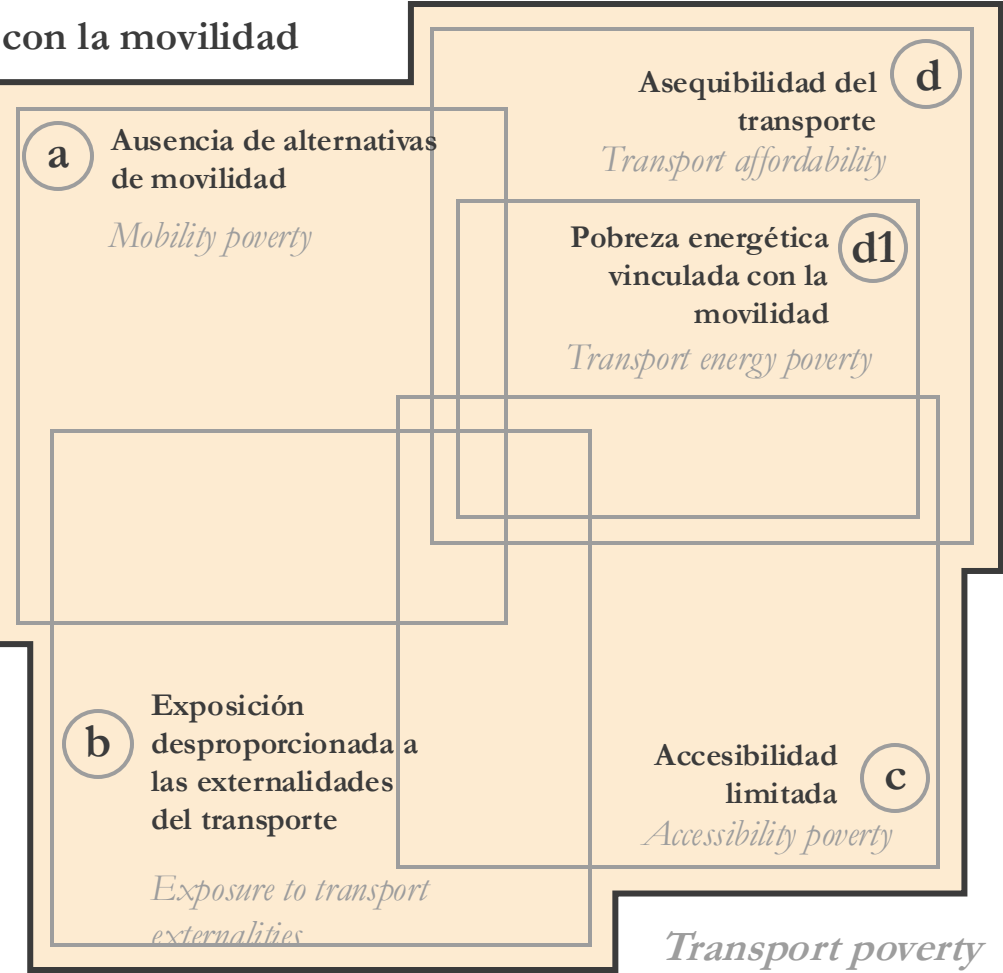 con la movilidad
a
Ausencia de alternativas
de movilidad
Mobility poverty
d
Asequibilidad del
transporte
Transport affordability
d1
Pobreza energética
vinculada con la
movilidad
Transport energy poverty
b
Exposición
desproporcionada a
las externalidades
del transporte
Exposure to transport
externalities
c
Accesibilidad
limitada
Accessibility poverty
Transport poverty